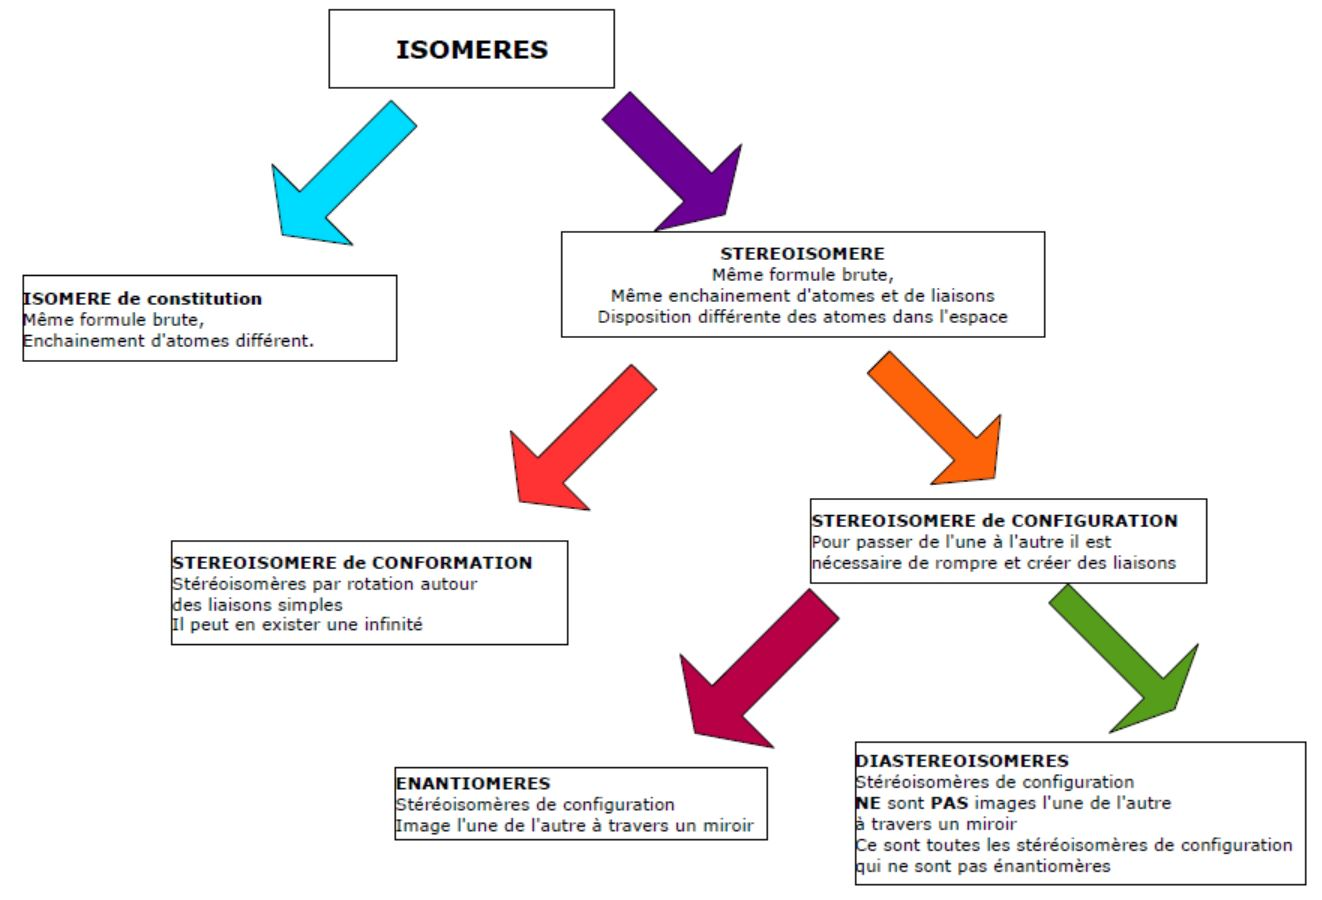 ISOMERES
STEREOISOMERE
Même formule brute,
Même enchainement d'atomes et de liaisons
Disposition différente des atomes dans l'espace
ISOMERE de constitution
Même formule brute,
Enchainement d'atomes différent.
STEREOISOMERE de CONFIGURATION
Pour passer de l'une à l'autre il est
nécessaire de rompre et créer des liaisons
STEREOISOMERE de CONFORMATION
Stéréoisomères par rotation autour
des liaisons simples
Il peut en exister une infinité
ENANTIOMERES
Stéréoisomères de configuration
Image l'une de l'autre à travers un miroir
DIASTEREOISOMERES
Stéréoisomères de configuration
NE sont PAS images l'une de l'autre
à travers un miroir
Ce sont toutes les stéréoisomères de configuration
qui ne sont pas énantiomères